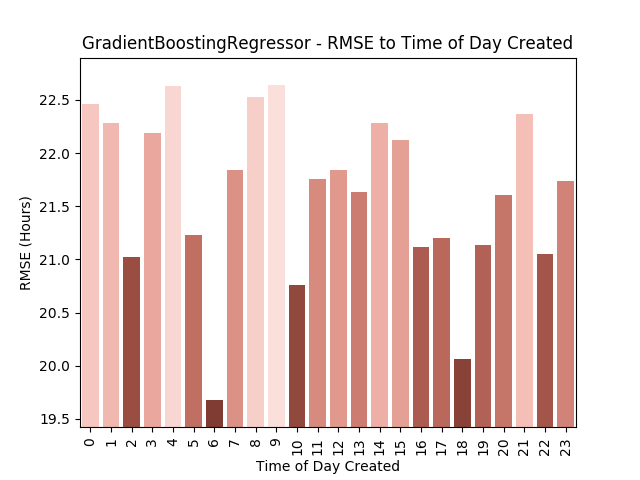 GradientBoostingRegressor - RMSE to Time of Day Created
RMSE (Hours)
22.5
22.0
21.5
21.0
20.5
20.0
19.5
0 1 2 3 4 5 6 7 8 9 10 11 12 13 14 15 16 17 18 19 20 21 22 23
Time of Day Created